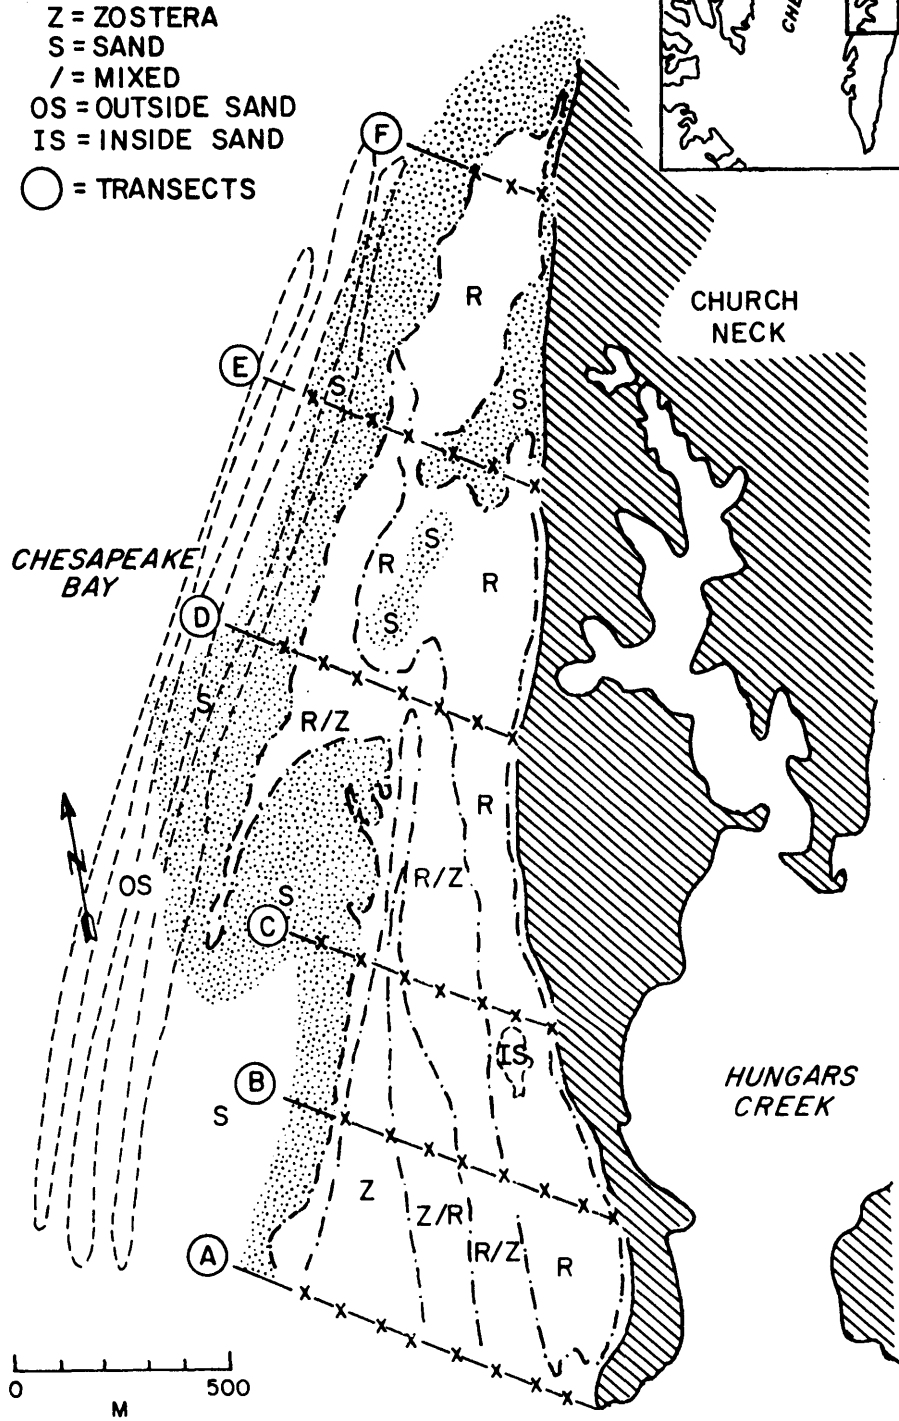 Z = ZOSTERA
S = SAND
/ = MIXED
OS = OUTSIDE SAND
IS = INSIDE SAND
= TRANSECTS
CHE
F
R
CHURCH
NECK
E
S
S
CHESAPEAKE
BAY
S
R
R
S
D
S
R/Z
R
N
OS
R/Z
S
C
IS
B
S
HUNGARS
CREEK
Z
Z/R
R/Z
R
A
0 500
M